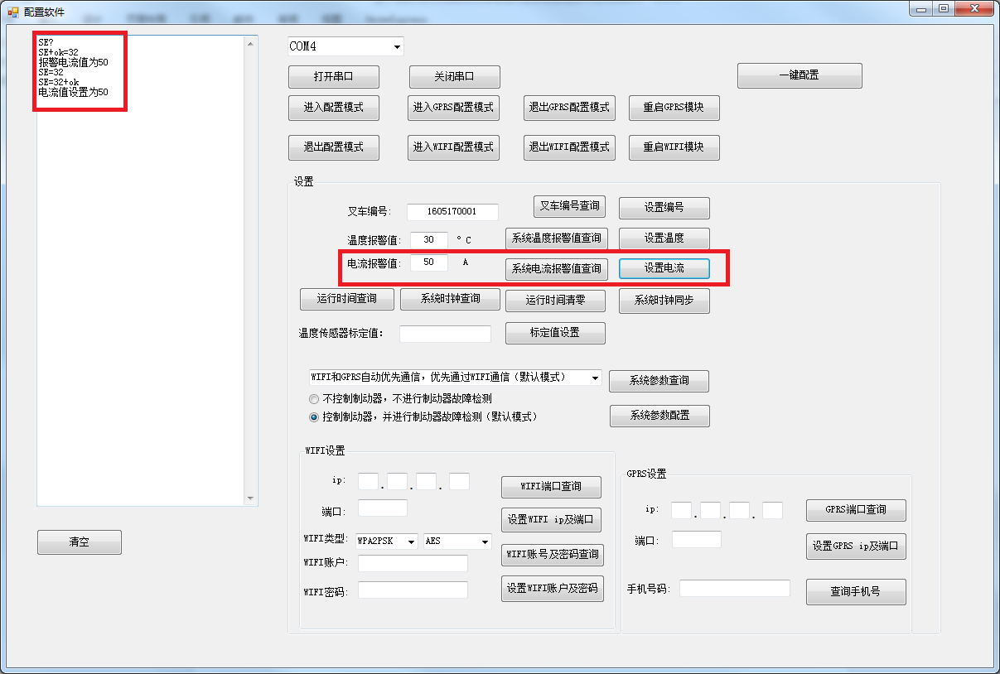 配置软件
SE?
SE+ok=32
报警电流值为50
SE=32
SE=32+ok
电流值设置为50
清空
COM4
打开串口 关闭串口 一键配置
进入配置模式 进入GPRS配置模式 退出GPRS配置模式 重启GPRS模块
退出配置模式 进入WIFI配置模式 退出WIFI配置模式 重启WIFI模块
设置
叉车编号: 1605170001 叉车编号查询 设置编号
温度报警值: 30 °C 系统温度报警值查询 设置温度
电流报警值: 50 A 系统电流报警值查询 设置电流
运行时间查询 系统时钟查询 运行时间清零 系统时钟同步
温度传感器标定值: 标定值设置
WIFI和GPRS自动优先通信，优先通过WIFI通信（默认模式） 系统参数查询
不控制制动器，不进行制动器故障检测
控制制动器，并进行制动器故障检测（默认模式） 系统参数配置
WIFI设置
ip: . . . WIFI端口查询
端口: 设置WIFI ip及端口
WIFI类型: WPA2PSK AES
WIFI账户: WIFI账号及密码查询
WIFI密码: 设置WIFI账户及密码
GPRS设置
ip: . . . GPRS端口查询
端口: 设置GPRS ip及端口
手机号码: 查询手机号